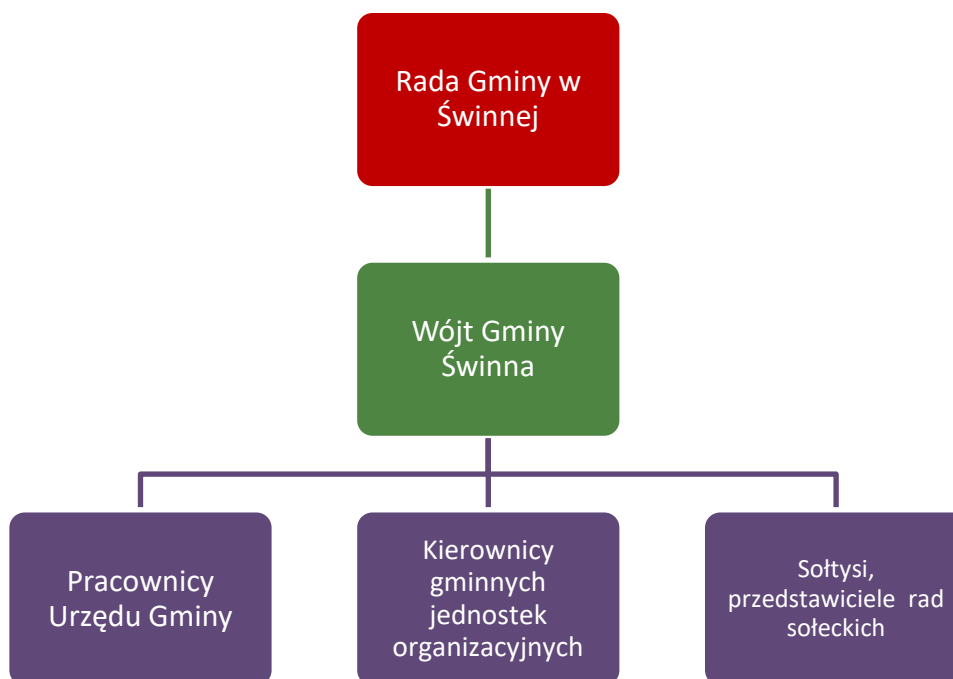 Rada Gminy w
Świnnej
Wójt Gminy
Świnna
Pracownicy
Urzędu Gminy
Kierownicy
gminnych
jednostek
organizacyjnych
Sołtysi,
przedstawiciele rad
sołeckich